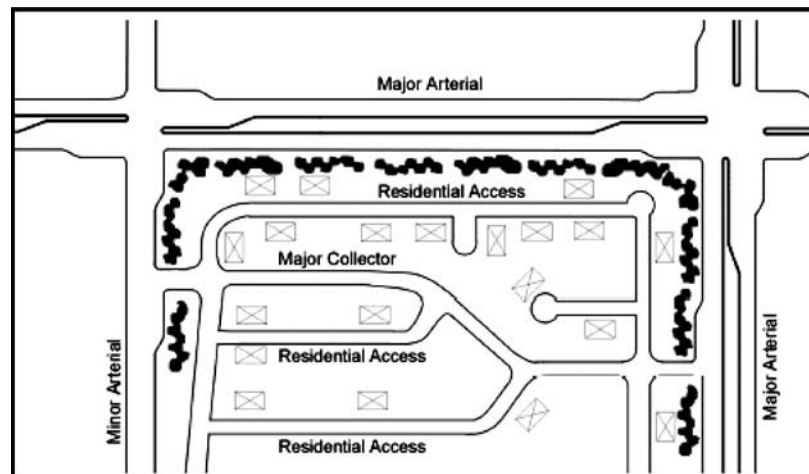 Major Arterial
Residential Access
Major Collector
Residential Access
Residential Access
Minor Arterial
Major Arterial